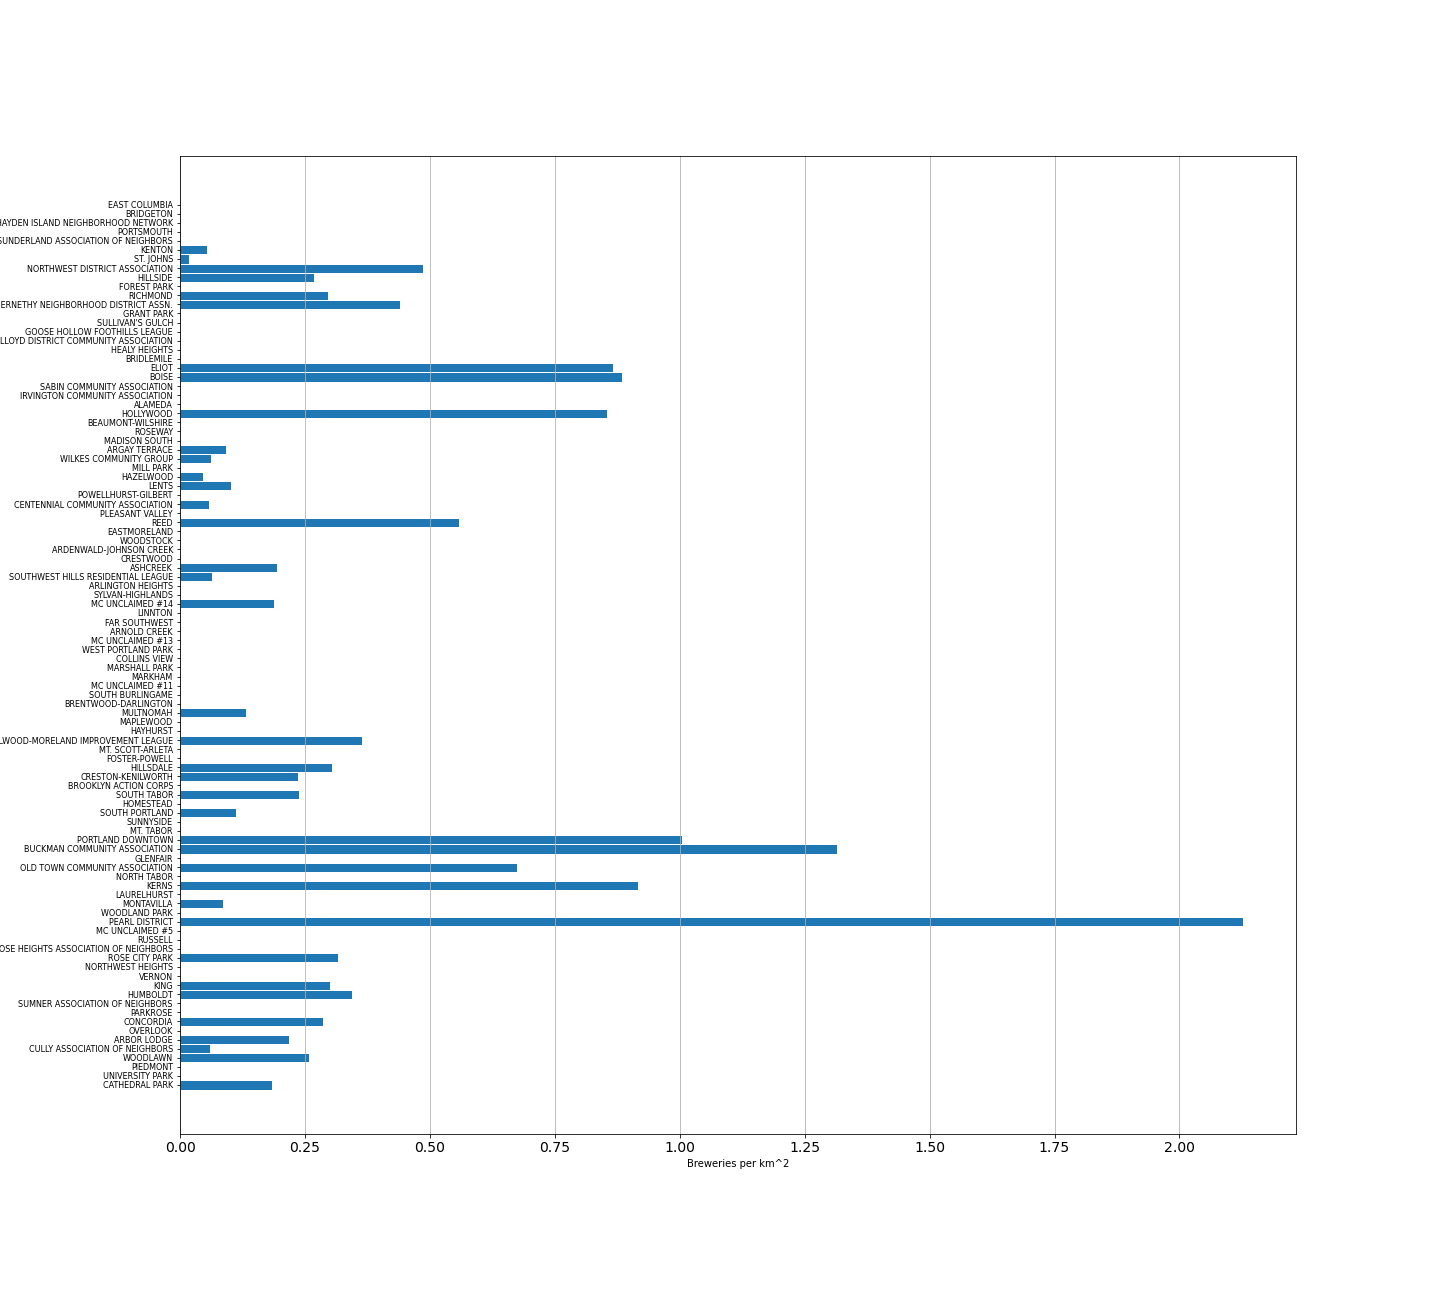 EAST COLUMBIA
BRIDGETON
HAYDEN ISLAND NEIGHBORHOOD NETWORK
PORTSMOUTH
SUNDERLAND ASSOCIATION OF NEIGHBORS
KENTON
ST. JOHNS
NORTHWEST DISTRICT ASSOCIATION
HILLSIDE
FOREST PARK
RICHMOND
NEIGHBORHOOD DISTRICT ASSN.
GRANT PARK
SULLIVAN'S GULCH
GOOSE HOLLOW FOOTHILLS LEAGUE
LLOYD DISTRICT COMMUNITY ASSOCIATION
HEALY HEIGHTS
BRIDLEMILE
ELIOT
BOISE
SABIN COMMUNITY ASSOCIATION
IRVINGTON COMMUNITY ASSOCIATION
ALAMEDA
HOLLYWOOD
BEAUMONT-WILSHIRE
ROSEWAY
MADISON SOUTH
ARGAY TERRACE
WILKES COMMUNITY GROUP
MILL PARK
HAZELWOOD
LENTS
POWELLHURST-GILBERT
CENTENNIAL COMMUNITY ASSOCIATION
PLEASANT VALLEY
REED
EASTMORELAND
WOODSTOCK
ARDENWALD-JOHNSON CREEK
CRESTWOOD
ASHCREEK
SOUTHWEST HILLS RESIDENTIAL LEAGUE
ARLINGTON HEIGHTS
SYLVAN-HIGHLANDS
MC UNCLAIMED #14
LINNTON
FAR SOUTHWEST
ARNOLD CREEK
MC UNCLAIMED #13
WEST PORTLAND PARK
COLLINS VIEW
MARSHALL PARK
MARKHAM
MC UNCLAIMED #11
SOUTH BURLINGAME
BRENTWOOD-DARLINGTON
MULTNOMAH
MAPLEWOOD
HAYHURST
LWOOD-MORELAND IMPROVEMENT LEAGUE
MT. SCOTT-ARLETA
FOSTER-POWELL
HILLSDALE
CRESTON-KENILWORTH
BROOKLYN ACTION CORPS
SOUTH TABOR
HOMESTEAD
SOUTH PORTLAND
SUNNYSIDE
MT. TABOR
PORTLAND DOWNTOWN
BUCKMAN COMMUNITY ASSOCIATION
GLENFAIR
OLD TOWN COMMUNITY ASSOCIATION
NORTH TABOR
KERNS
LAURELHURST
MONTAVILLA
WOODLAND PARK
PEARL DISTRICT
MC UNCLAIMED #5
RUSSELL
OSE HEIGHTS ASSOCIATION OF NEIGHBORS
ROSE CITY PARK
NORTHWEST HEIGHTS
VERNON
KING
HUMBOLDT
SUMNER ASSOCIATION OF NEIGHBORS
PARKROSE
CONCORDIA
OVERLOOK
ARBOR LODGE
CULLY ASSOCIATION OF NEIGHBORS
WOODLAWN
PIEDMONT
UNIVERSITY PARK
CATHEDRAL PARK
0.00 0.25 0.50 0.75 1.00 1.25 1.50 1.75 2.00
Breweries per km^2